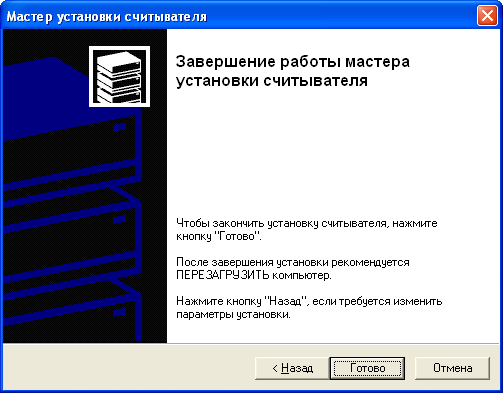 Мастер установки считывателя
Завершение работы мастера
установки считывателя
Чтобы закончить установку считывателя, нажмите
кнопку "Готово".
После завершения установки рекомендуется
ПЕРЕЗАГРУЗИТЬ компьютер.
Нажмите кнопку "Назад", если требуется изменить
параметры установки.
< Назад
Готово
Отмена